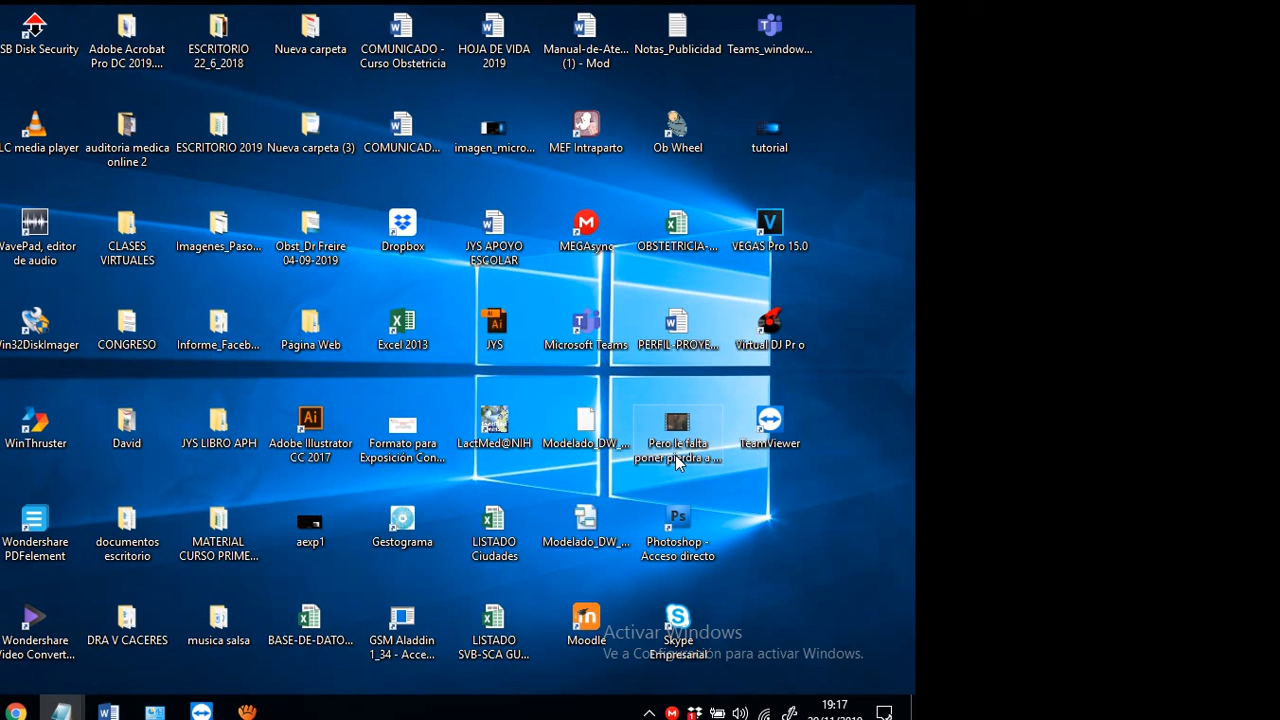 SB Disk Security
Adobe Acrobat
Pro DC 2019....
ESCRITORIO
22_6_2018
Nueva carpeta
COMUNICADO -
Curso Obstetricia
HOJA DE VIDA
2019
Manual-de-Ate...
(1) - Mod
Notas_Publicidad
Teams_window...
LC media player
auditoria medica
online 2
ESCRITORIO 2019
Nueva carpeta (3)
COMUNICAD...
imagen_micro...
MEF Intraparto
Ob Wheel
tutorial
WavePad, editor
de audio
CLASES
VIRTUALES
Imagenes_Paso...
Obst_Dr Freire
04-09-2019
Dropbox
JYS APOYO
ESCOLAR
MEGAsync
OBSTETRICIA-...
VEGAS Pro 15.0
Win32DiskImager
CONGRESO
Informe_Faceb...
Página Web
Excel 2013
JYS
Microsoft Teams
PERFIL-PROYE...
Virtual DJ Pr o
WinThruster
David
JYS LIBRO APH
Adobe Illustrator
CC 2017
Formato para
Exposición Con...
LactMed@NIH
Modelado_DW_...
Pero le falta
poner piedra a ...
TeamViewer
Wondershare
PDFelement
documentos
escritorio
MATERIAL
CURSO PRIME...
aexp1
Gestograma
LISTADO
Ciudades
Modelado_DW_...
Photoshop -
Acceso directo
Wondershare
Video Convert...
DRA V CACERES
musica salsa
BASE-DE-DATO...
GSM Aladdin
1_34 - Acce...
LISTADO
SVB-SCA GU...
Moodle
Skype
Empresarial
Activar Windows
Ve a Configuración para activar Windows.
19:17